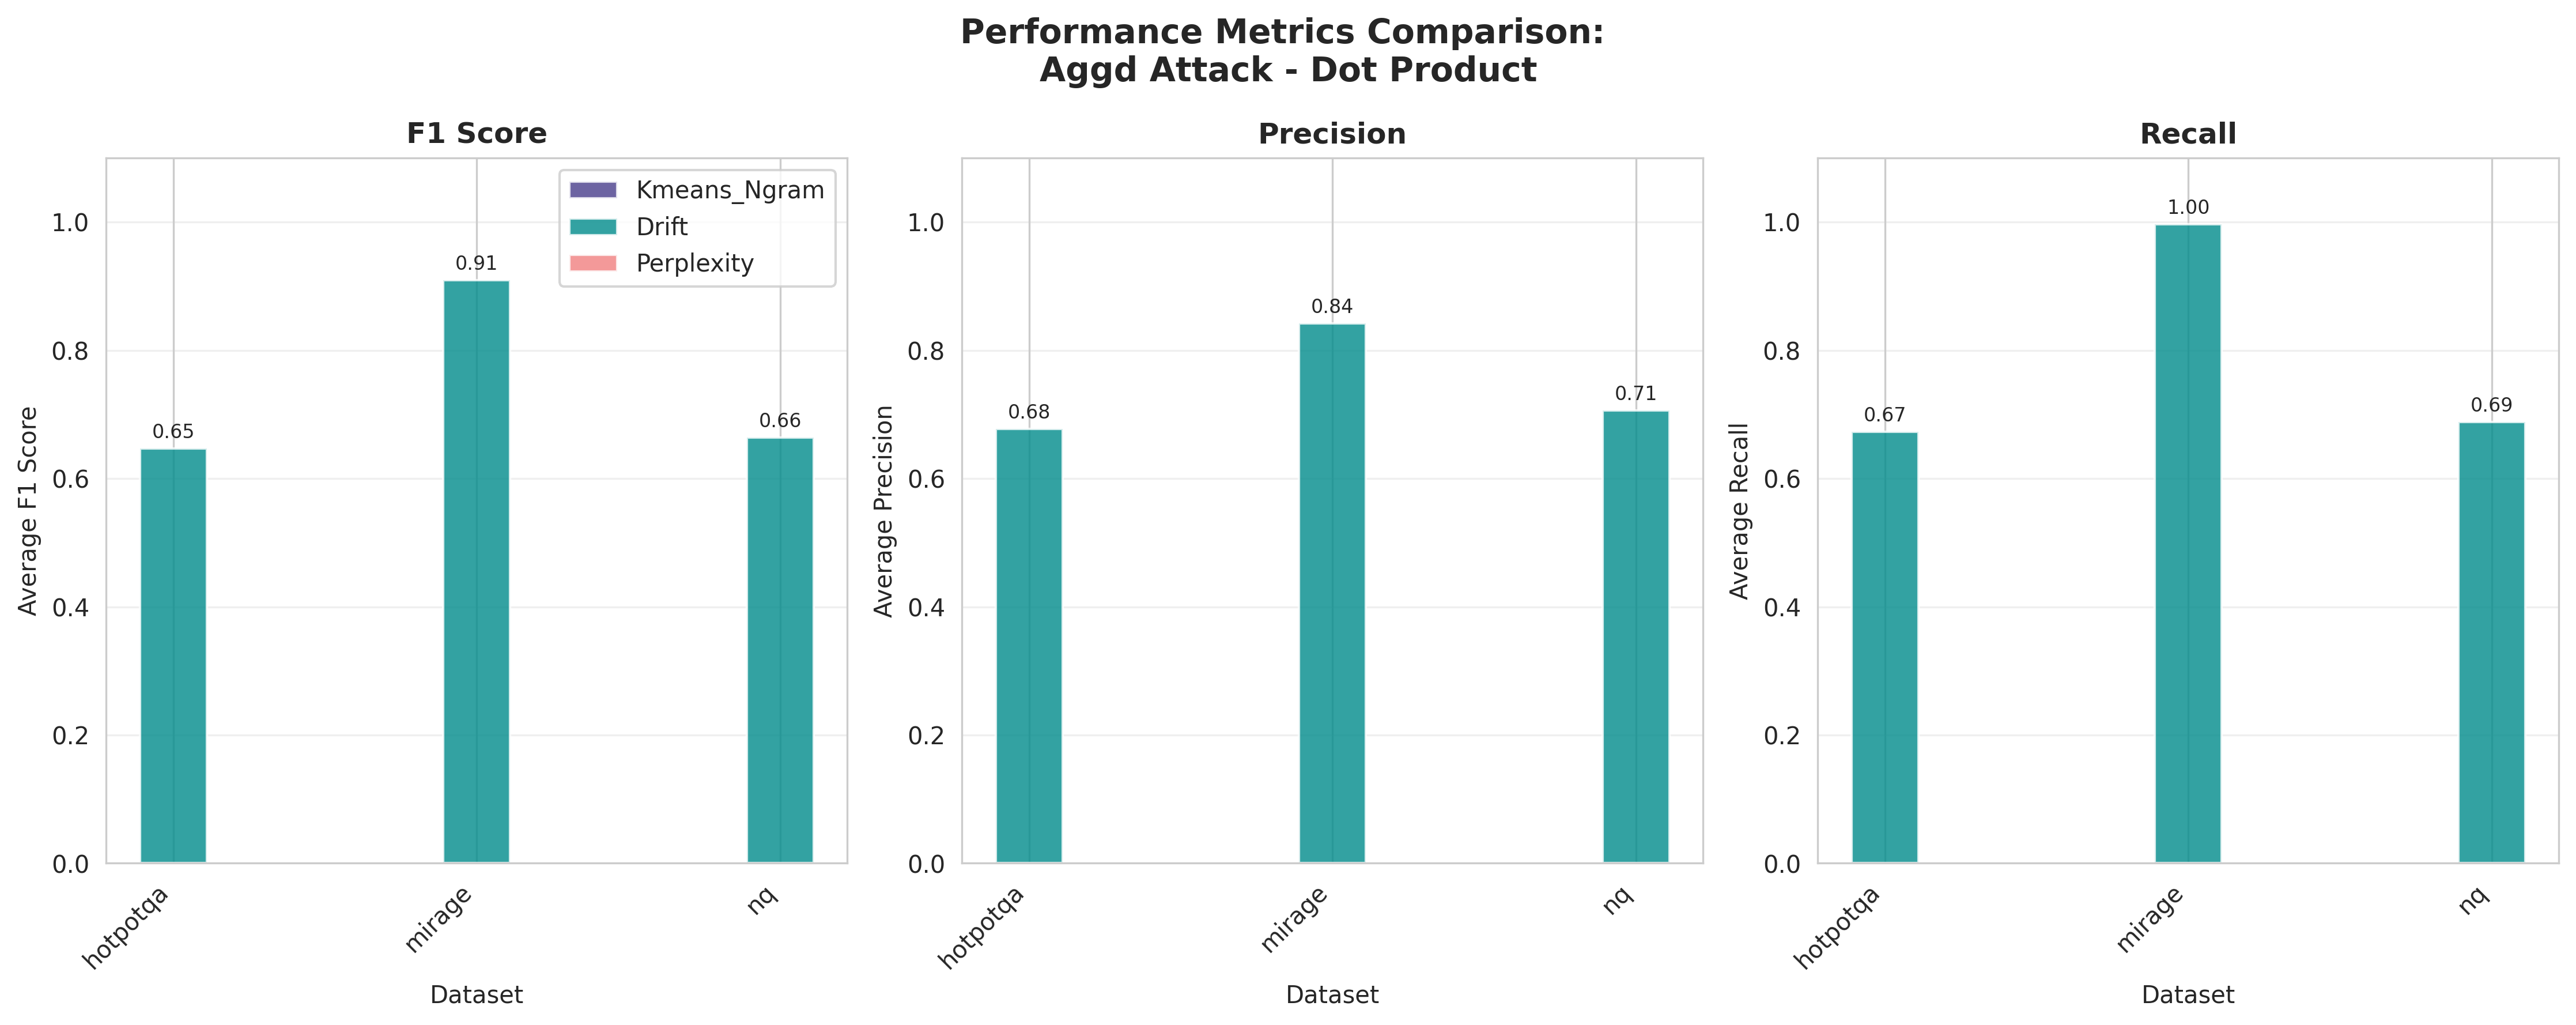 Performance Metrics Comparison:
Aggd Attack - Dot Product
F1 Score
Kmeans_Ngram
Drift
Perplexity
Average F1 Score
1.0
0.8
0.6
0.4
0.2
0.0
0.65
0.91
0.66
hotpotqa
mirage
nq
Dataset
Precision
Average Precision
1.0
0.8
0.6
0.4
0.2
0.0
0.68
0.84
0.71
hotpotqa
mirage
nq
Dataset
Recall
Average Recall
1.0
0.8
0.6
0.4
0.2
0.0
0.67
1.00
0.69
hotpotqa
mirage
nq
Dataset